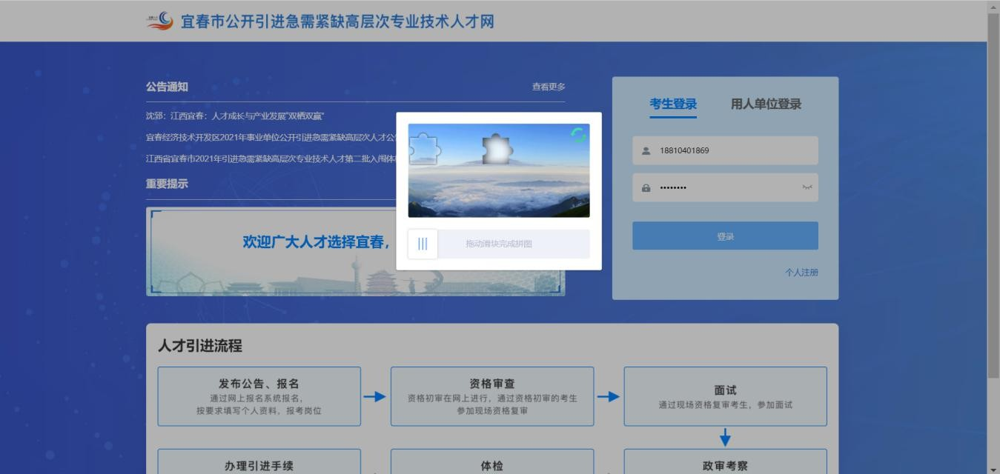 宜春市公开引进急需紧缺高层次专业技术人才网
公告通知
查看更多
沈郅：江西宜春：人才成长与产业发展"双栖双赢"
宜春经济技术开发区2021年事业单位公开引进急需紧缺高层次人才公
江西省宜春市2021年引进急需紧缺高层次专业技术人才第二批入闱体
重要提示
欢迎广大人才选择宜春，
拖动滑块完成拼图
考生登录
用人单位登录
18810401869
••••••••
登录
个人注册
人才引进流程
发布公告、报名
通过网上报名系统报名，
按要求填写个人资料，报考岗位
资格审查
资格初审在网上进行，通过资格初审的考生
参加现场资格复审
面试
通过现场资格复审考生，参加面试
办理引进手续
体检
政审考察